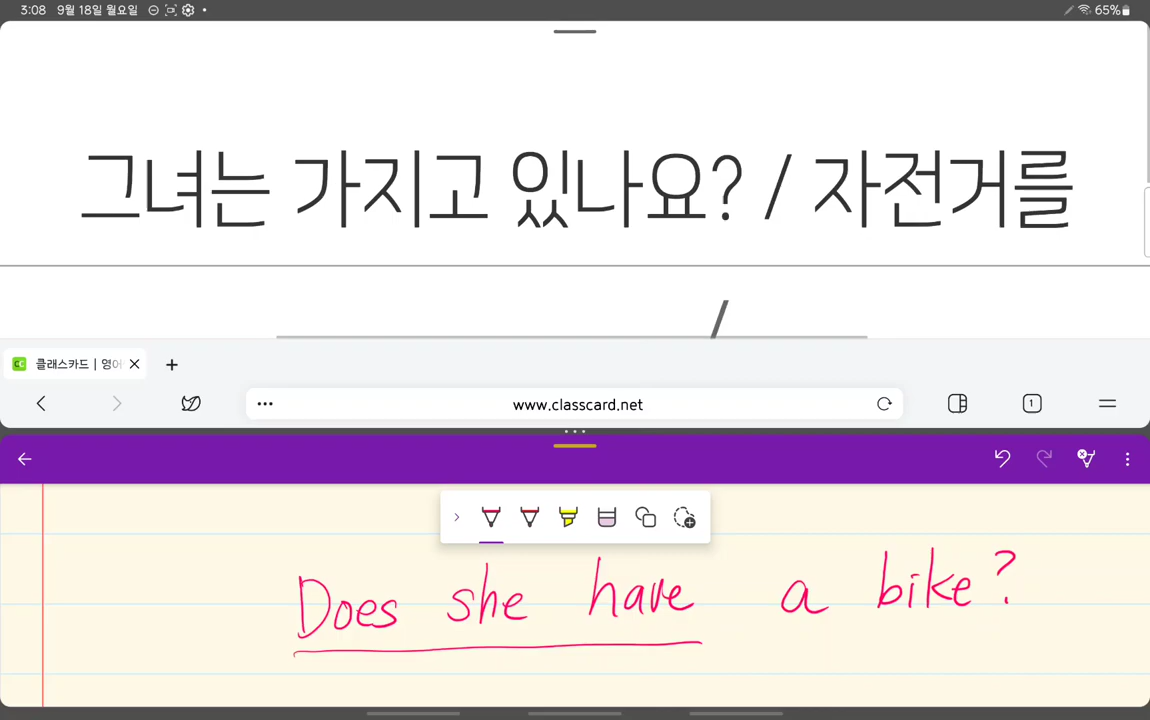 3:08 9월 18일 월요일 65%
그녀는 가지고 있나요? / 자전거를
/
클래스카드 | 영어
www.classcard.net
1
Does she have a bike?